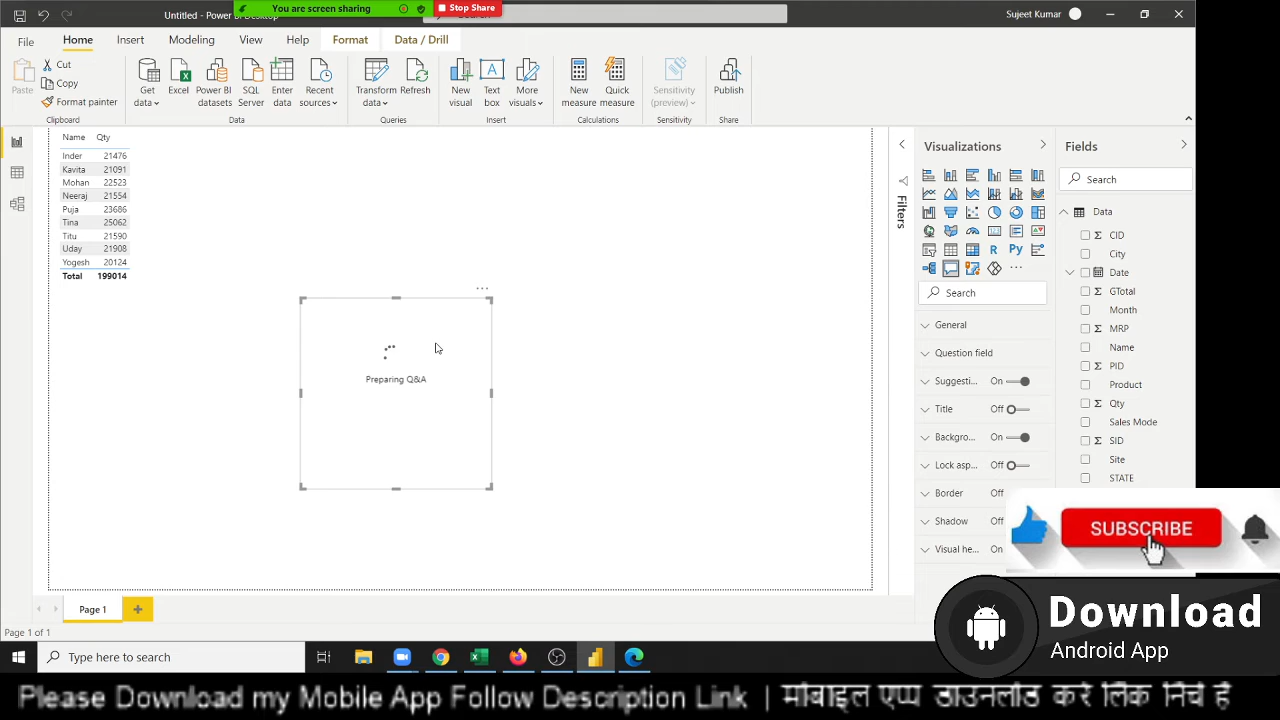 Untitled - Power BI Desktop
You are screen sharing
Stop Share
Search
Sujeet Kumar
File
Home
Insert
Modeling
View
Help
Format
Data / Drill
Paste
Cut
Copy
Format painter
Get data
Excel
Power BI datasets
SQL Server
Enter data
Recent sources
Transform data
Refresh
New visual
Text box
More visuals
New measure
Quick measure
Sensitivity (preview)
Publish
Clipboard
Data
Queries
Insert
Calculations
Sensitivity
Share
Name Qty
Inder 21476
Kavita 21091
Mohan 22523
Neeraj 21554
Puja 23686
Tina 25062
Titu 21590
Uday 21908
Yogesh 20124
Total 199014
Preparing Q&A
Filters
Visualizations
R
Py
Search
General
Question field
Suggesti... On
Title Off
Backgro... On
Lock asp... Off
Border Off
Shadow Off
Visual he... On
Fields
Search
Data
CID
City
Date
GTotal
Month
MRP
Name
PID
Product
Qty
Sales Mode
SID
Site
STATE
SUBSCRIBE
Download
Android App
Page 1
Page 1 of 1
Type here to search
Please Download my Mobile App Follow Description Link | मोबाइल एप्प डाउनलोड करे लिंक निचे है